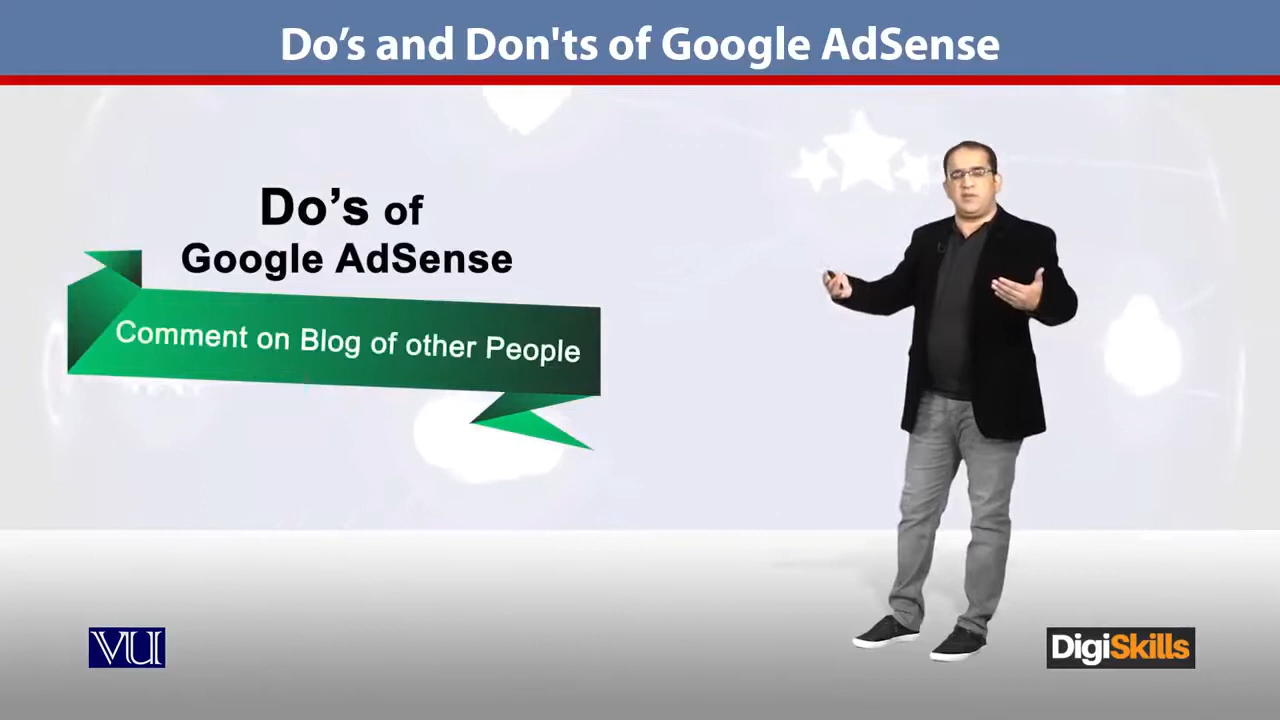 Do’s and Don'ts of Google AdSense
Do’s of
Google AdSense
Comment on Blog of other People
VU
DigiSkills